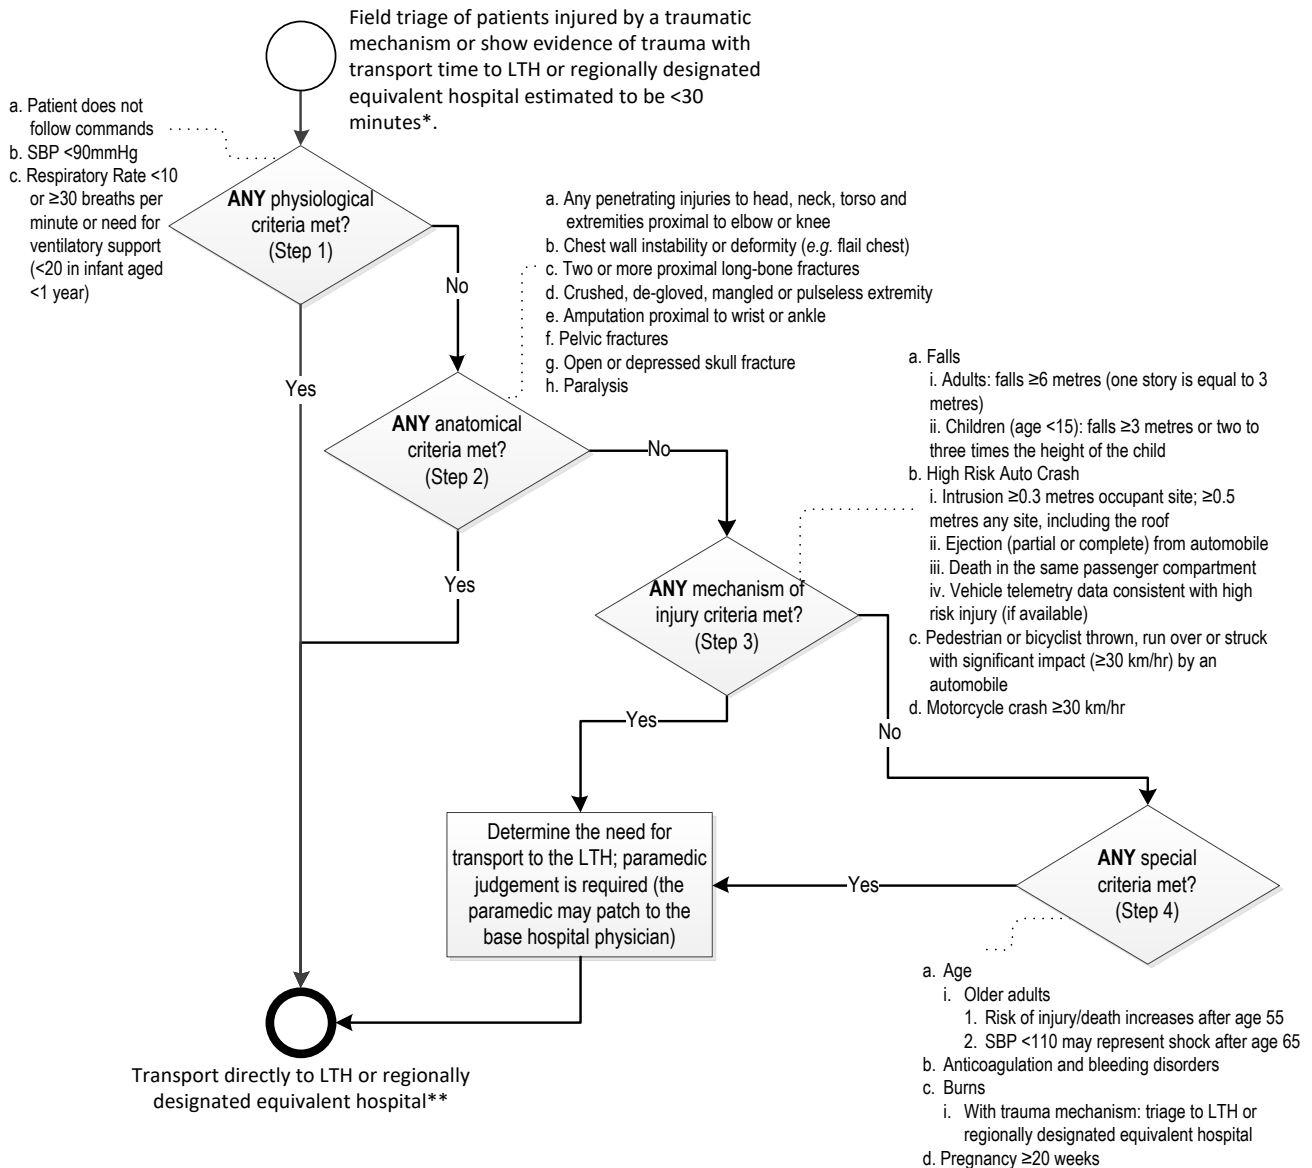 Field triage of patients injured by a traumatic
mechanism or show evidence of trauma with
transport time to LTH or regionally designated
equivalent hospital estimated to be <30
minutes*.
a. Patient does not
follow commands
b. SBP <90mmHg
c. Respiratory Rate <10
or ≥30 breaths per
minute or need for
ventilatory support
(<20 in infant aged
<1 year)
ANY physiological
criteria met?
(Step 1)
No
Yes
a. Any penetrating injuries to head, neck, torso and
extremities proximal to elbow or knee
b. Chest wall instability or deformity (e.g. flail chest)
c. Two or more proximal long-bone fractures
d. Crushed, de-gloved, mangled or pulseless extremity
e. Amputation proximal to wrist or ankle
f. Pelvic fractures
g. Open or depressed skull fracture
h. Paralysis
ANY anatomical
criteria met?
(Step 2)
No
Yes
a. Falls
i. Adults: falls ≥6 metres (one story is equal to 3
metres)
ii. Children (age <15): falls ≥3 metres or two to
three times the height of the child
b. High Risk Auto Crash
i. Intrusion ≥0.3 metres occupant site; ≥0.5
metres any site, including the roof
ii. Ejection (partial or complete) from automobile
iii. Death in the same passenger compartment
iv. Vehicle telemetry data consistent with high
risk injury (if available)
c. Pedestrian or bicyclist thrown, run over or struck
with significant impact (≥30 km/hr) by an
automobile
d. Motorcycle crash ≥30 km/hr
ANY mechanism of
injury criteria met?
(Step 3)
Yes
No
Determine the need for
transport to the LTH; paramedic
judgement is required (the
paramedic may patch to the
base hospital physician)
Yes
ANY special
criteria met?
(Step 4)
a. Age
i. Older adults
1. Risk of injury/death increases after age 55
2. SBP <110 may represent shock after age 65
b. Anticoagulation and bleeding disorders
c. Burns
i. With trauma mechanism: triage to LTH or
regionally designated equivalent hospital
d. Pregnancy ≥20 weeks
Transport directly to LTH or regionally
designated equivalent hospital**